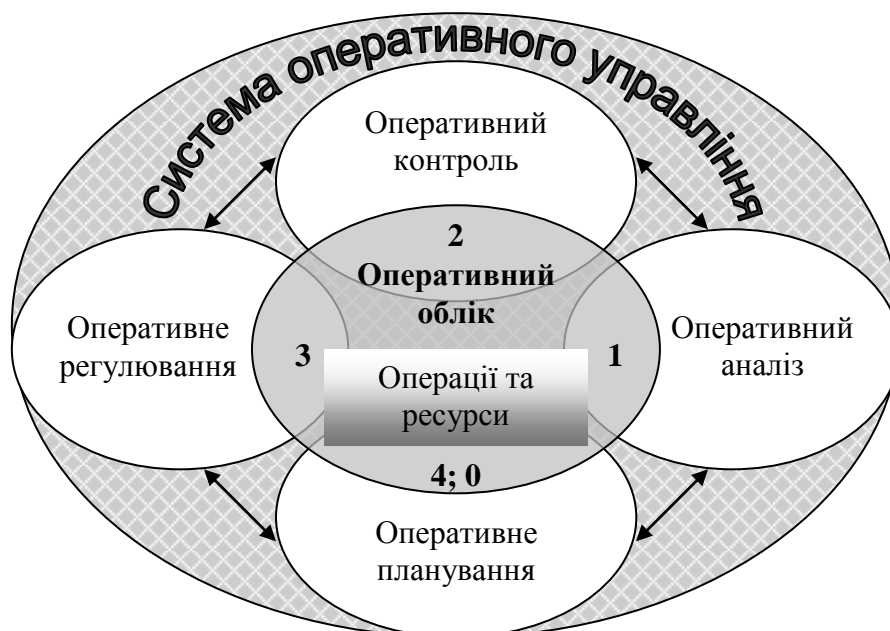 Система оперативного управління
Оперативний
контроль
2
Оперативний
облік
Оперативне
регулювання
3
Операції та
ресурси
1
Оперативний
аналіз
4; 0
Оперативне
планування